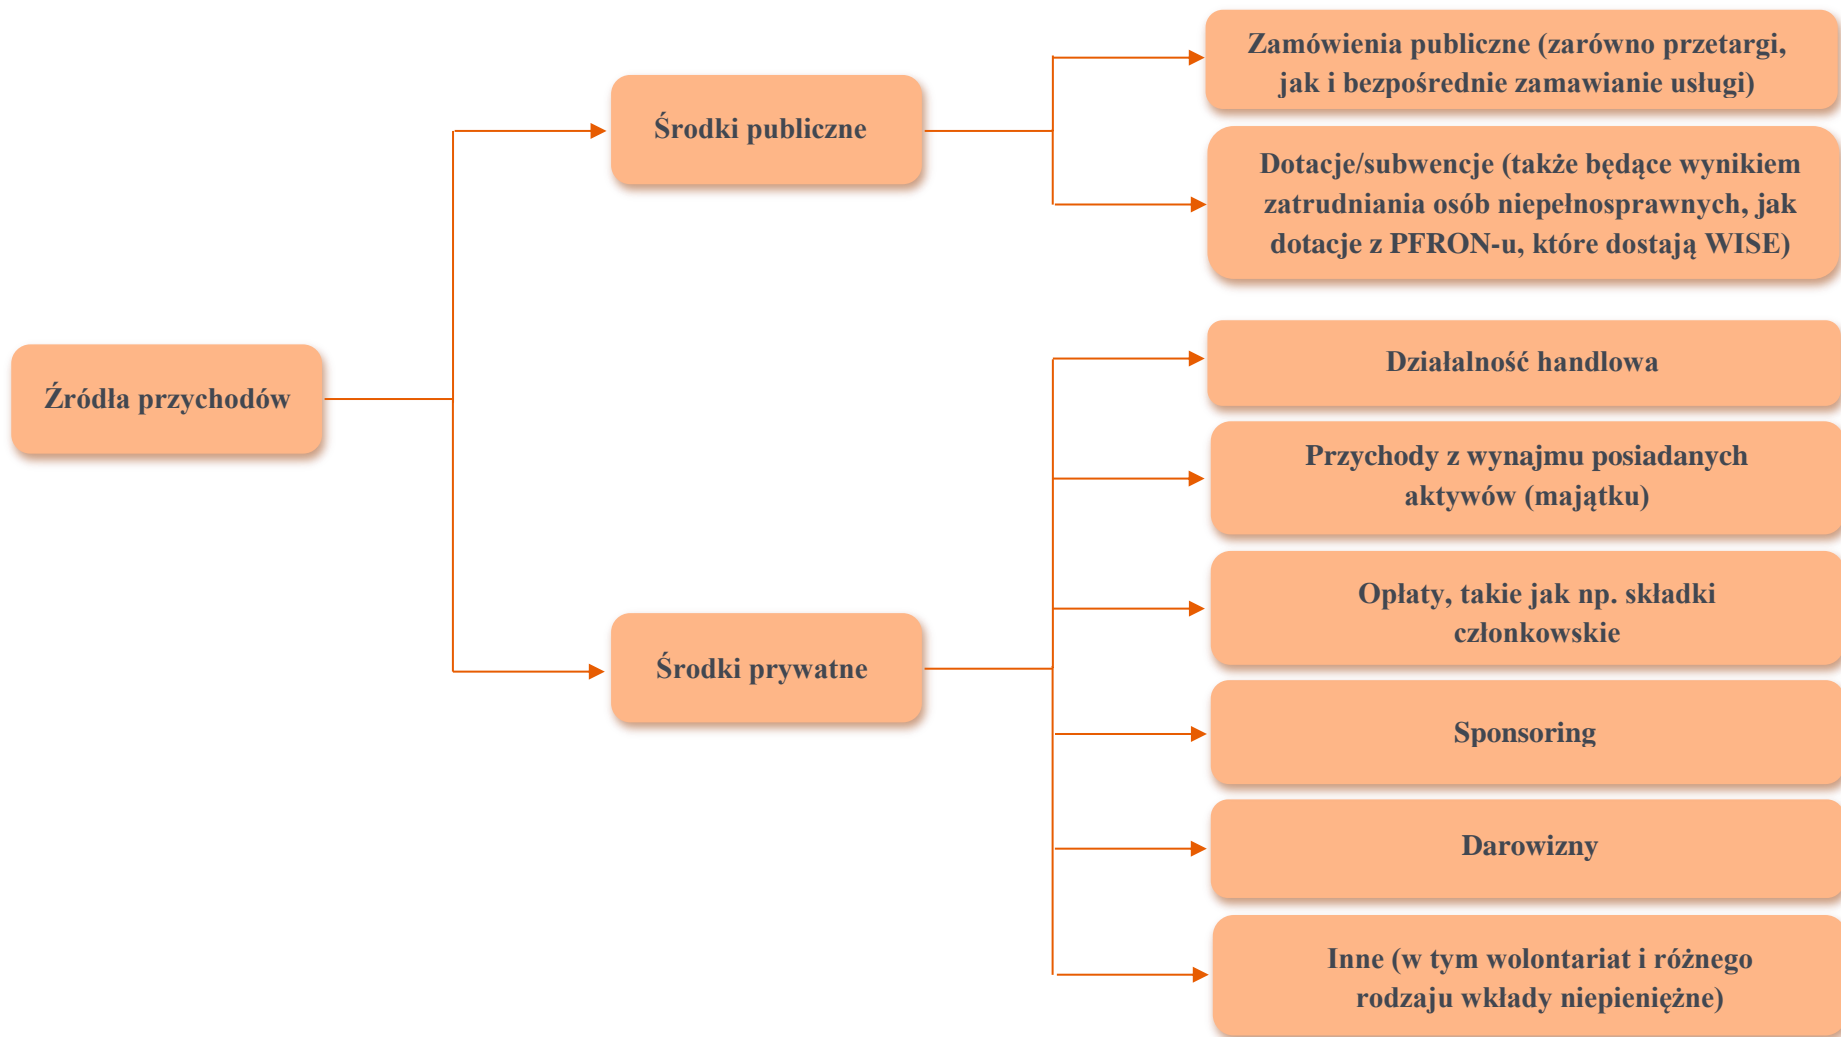 Zamówienia publiczne (zarówno przetargi,
jak i bezpośrednie zamawianie usługi)
Środki publiczne
Dotacje/subwencje (także będące wynikiem
zatrudniania osób niepełnosprawnych, jak
dotacje z PFRON-u, które dostają WISE)
Źródła przychodów
Działalność handlowa
Przychody z wynajmu posiadanych
aktywów (majątku)
Opłaty, takie jak np. składki
członkowskie
Środki prywatne
Sponsoring
Darowizny
Inne (w tym wolontariat i różnego
rodzaju wkłady niepieniężne)